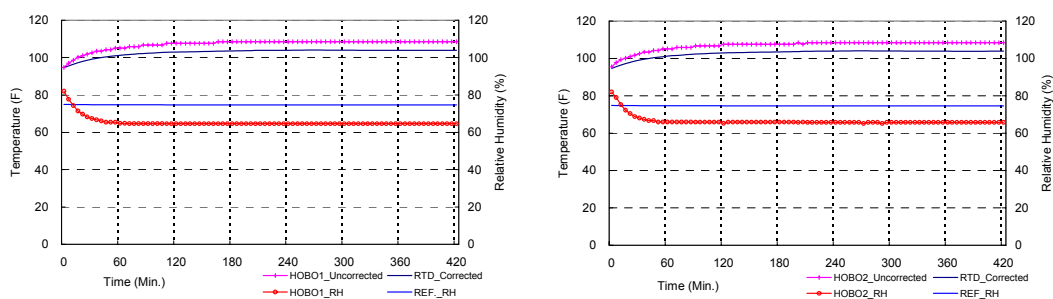 120 120
100 100
80 80
60 60
40 40
20 20
0 0
Temperature (F)
Relative Humidity (%)
0 60 120 180 240 300 360 420
Time (Min.)
HOBO1_Uncorrected RTD_Corrected
HOBO1_RH REF._RH
120 120
100 100
80 80
60 60
40 40
20 20
0 0
Temperature (F)
Relative Humidity (%)
0 60 120 180 240 300 360 420
Time (Min.)
HOBO2_Uncorrected RTD_Corrected
HOBO2_RH REF_RH